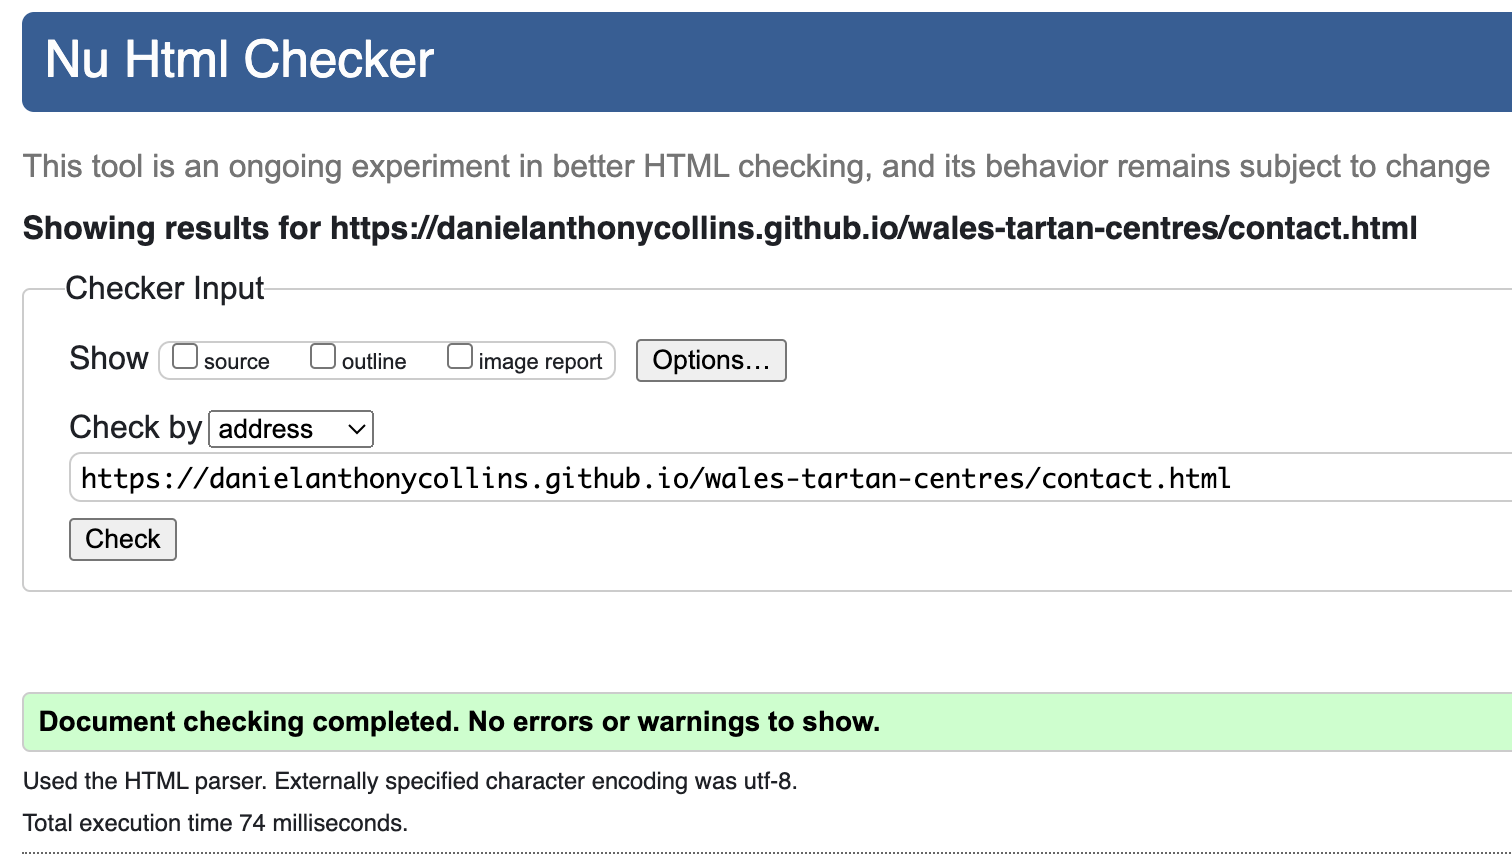 Nu Html Checker
This tool is an ongoing experiment in better HTML checking, and its behavior remains subject to change
Showing results for https://danielanthonycollins.github.io/wales-tartan-centres/contact.html
Checker Input
Show source outline image report Options...
Check by address
https://danielanthonycollins.github.io/wales-tartan-centres/contact.html
Check
Document checking completed. No errors or warnings to show.
Used the HTML parser. Externally specified character encoding was utf-8.
Total execution time 74 milliseconds.